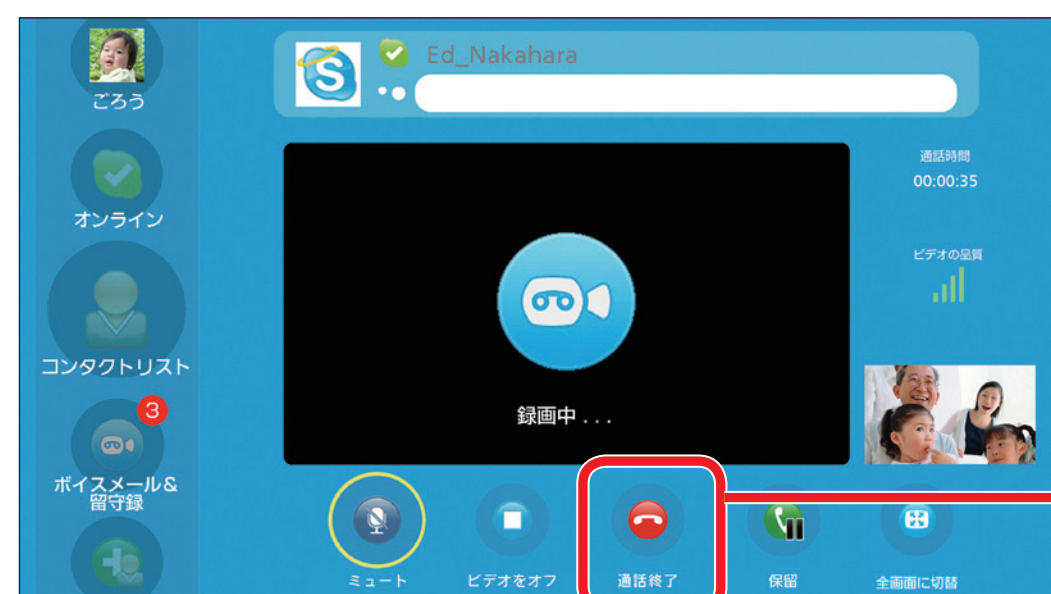 ごろう
オンライン
コンタクトリスト
3
ボイスメール&
留守録
S
Ed_Nakahara
通話時間
00:00:35
ビデオの品質
録画中 . . .
ミュート
ビデオをオフ
通話終了
保留
全画面に切替